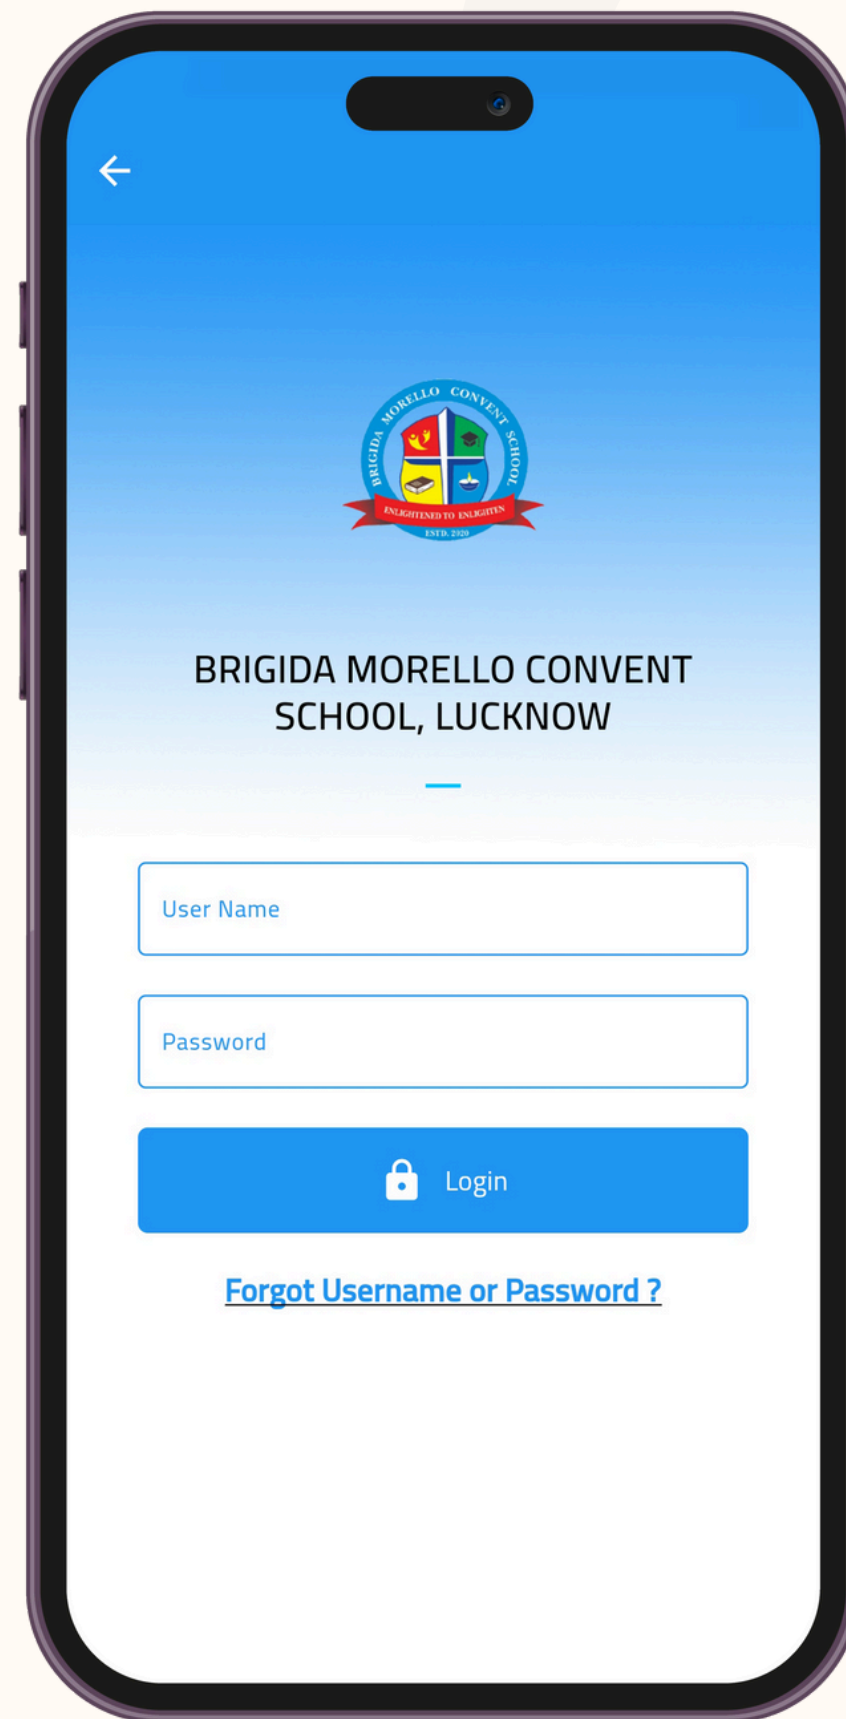 BRIGIDA MORELLO CONVENT SCHOOL
ENLIGHTENED TO ENLIGHTEN
ESTD. 2020
BRIGIDA MORELLO CONVENT
SCHOOL, LUCKNOW
User Name
Password
Login
Forgot Username or Password ?